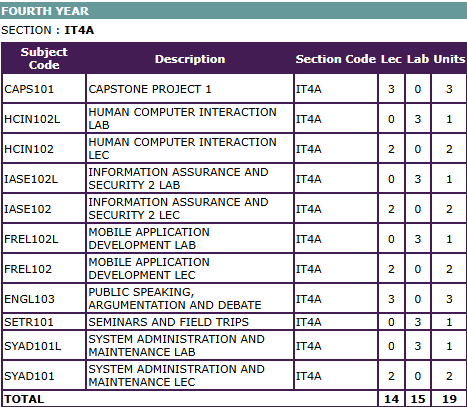 FOURTH YEAR
SECTION : IT4A
Subject Code Description Section Code Lec Lab Units
CAPS101 CAPSTONE PROJECT 1 IT4A 3 0 3
HCIN102L HUMAN COMPUTER INTERACTION LAB IT4A 0 3 1
HCIN102 HUMAN COMPUTER INTERACTION LEC IT4A 2 0 2
IASE102L INFORMATION ASSURANCE AND SECURITY 2 LAB IT4A 0 3 1
IASE102 INFORMATION ASSURANCE AND SECURITY 2 LEC IT4A 2 0 2
FREL102L MOBILE APPLICATION DEVELOPMENT LAB IT4A 0 3 1
FREL102 MOBILE APPLICATION DEVELOPMENT LEC IT4A 2 0 2
ENGL103 PUBLIC SPEAKING, ARGUMENTATION AND DEBATE IT4A 3 0 3
SETR101 SEMINARS AND FIELD TRIPS IT4A 0 3 1
SYAD101L SYSTEM ADMINISTRATION AND MAINTENANCE LAB IT4A 0 3 1
SYAD101 SYSTEM ADMINISTRATION AND MAINTENANCE LEC IT4A 2 0 2
TOTAL 14 15 19